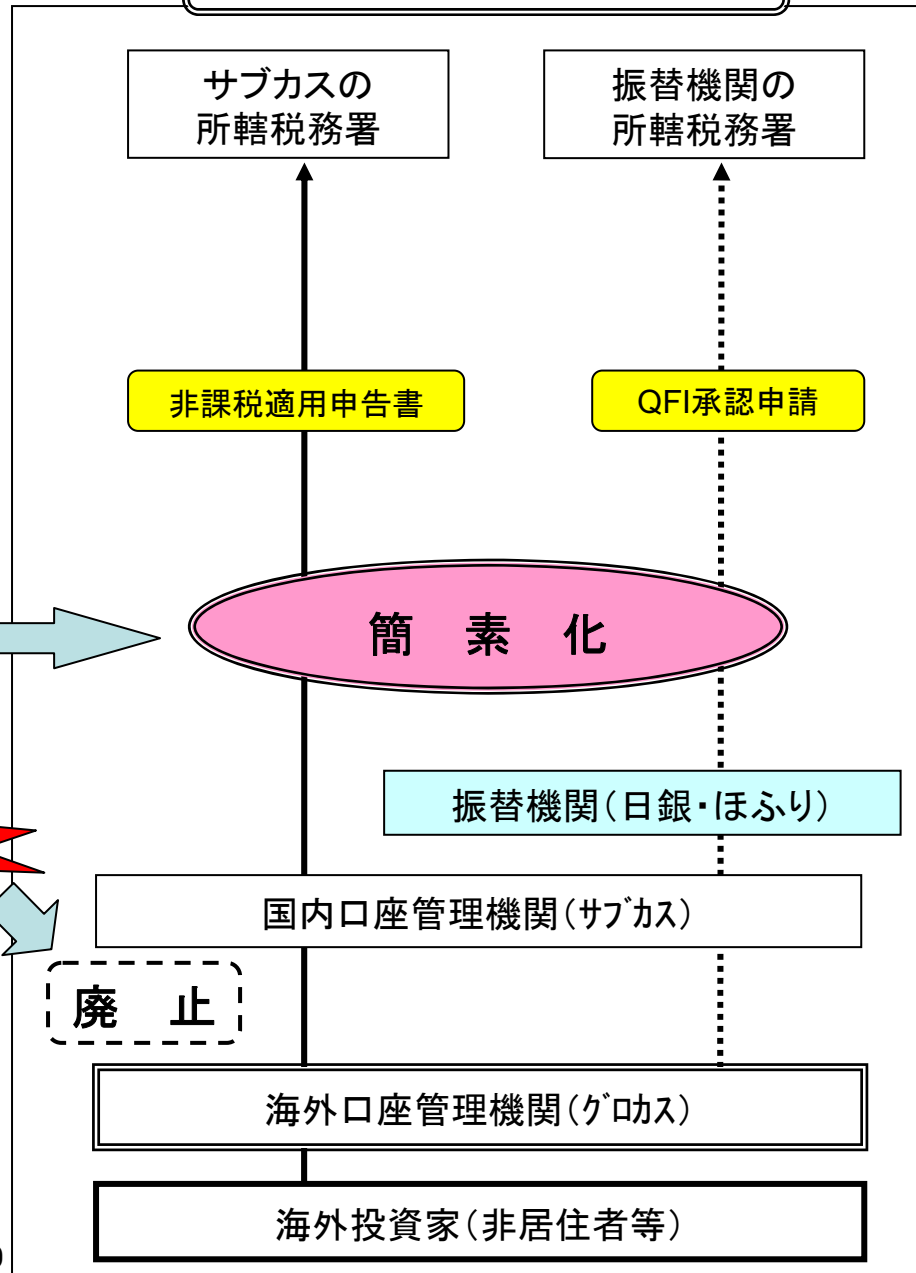 サブカスの
所轄税務署
振替機関の
所轄税務署
非課税適用申告書
QFI承認申請
簡　素　化
振替機関(日銀・ほふり)
国内口座管理機関(ｻﾌﾞｶｽ)
廃　止
海外口座管理機関(ｸﾞﾛｶｽ)
海外投資家(非居住者等)
)